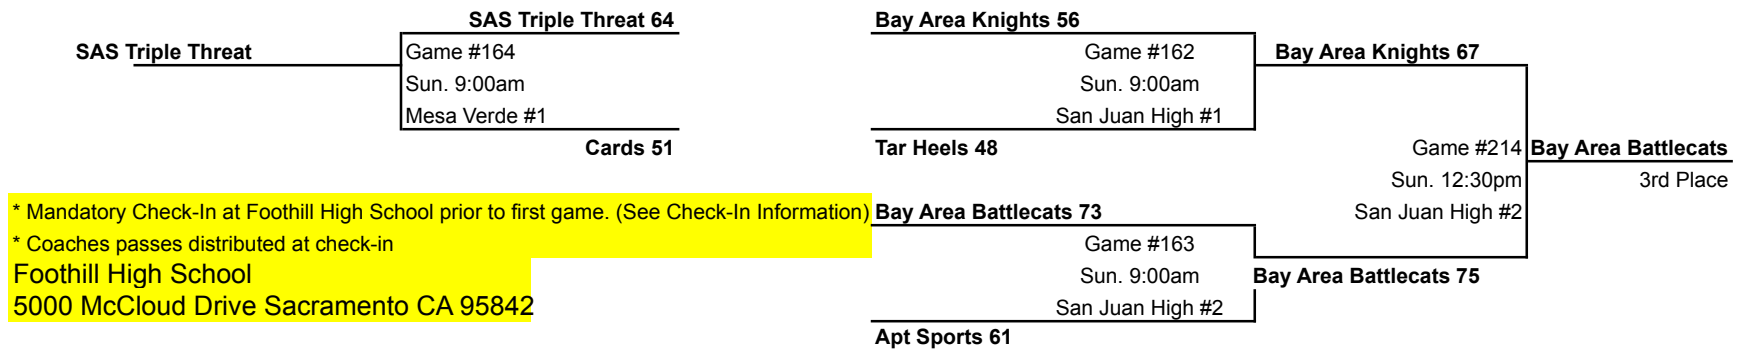 SAS Triple Threat 64
Bay Area Knights 56
SAS Triple Threat
Game #164
Game #162
Bay Area Knights 67
Sun. 9:00am
Sun. 9:00am
Mesa Verde #1
San Juan High #1
Cards 51
Tar Heels 48
Game #214
Bay Area Battlecats
Sun. 12:30pm
3rd Place
* Mandatory Check-In at Foothill High School prior to first game. (See Check-In Information)
Bay Area Battlecats 73
San Juan High #2
* Coaches passes distributed at check-in
Game #163
Foothill High School
Sun. 9:00am
Bay Area Battlecats 75
5000 McCloud Drive Sacramento CA 95842
San Juan High #2
Apt Sports 61